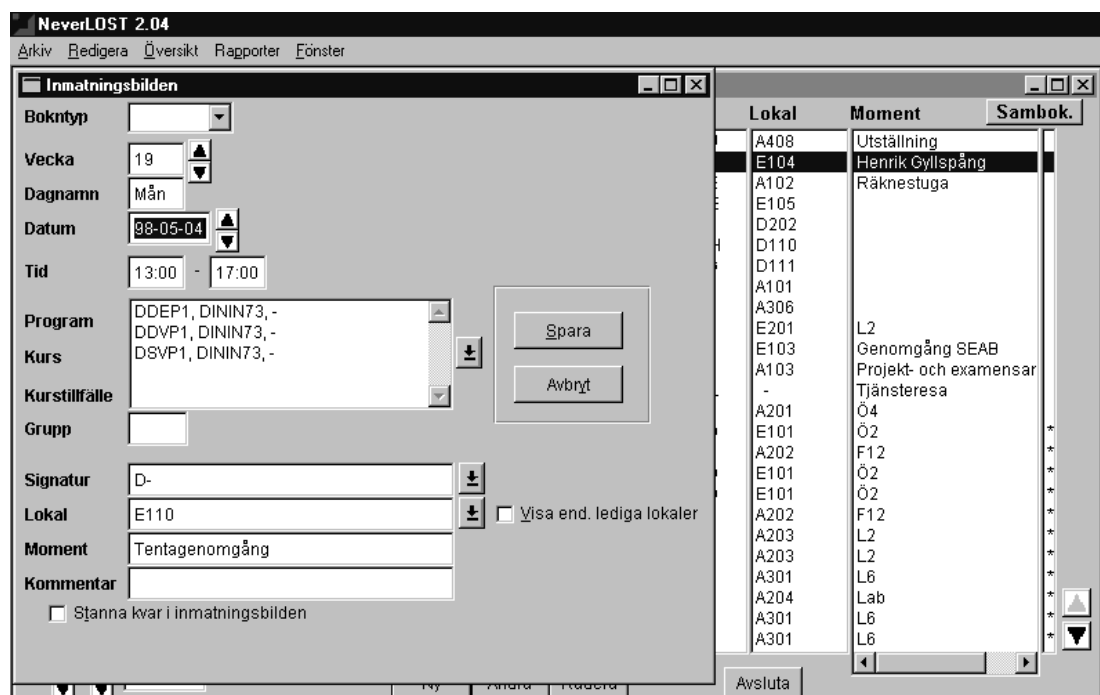 NeverLOST 2.04
Arkiv Redigera Översikt Rapporter Fönster
Inmatningsbilden
Bokntyp
Vecka 19
Dagnamn Mån
Datum 98-05-04
Tid 13:00 - 17:00
Program
Kurs
Kurstillfälle
DDEP1, DININ73, -
DDVP1, DININ73, -
DSVP1, DININ73, -
Spara
Avbryt
Grupp
Signatur D-
Lokal E110
Visa end. lediga lokaler
Moment Tentagenomgång
Kommentar
Stanna kvar i inmatningsbilden
Lokal Moment Sambok.
A408 Utställning
E104 Henrik Gyllspång
A102 Räknestuga
E105
D202
D110
D111
A101
A306
E201 L2
E103 Genomgång SEAB
A103 Projekt- och examensar
- Tjänsteresa
A201 Ö4
E101 Ö2 *
A202 F12 *
E101 Ö2 *
E101 Ö2 *
A202 F12 *
A203 L2 *
A203 L2 *
A301 L6 *
A204 Lab *
A301 L6 *
A301 L6 *
Ny Ändra Radera Avsluta